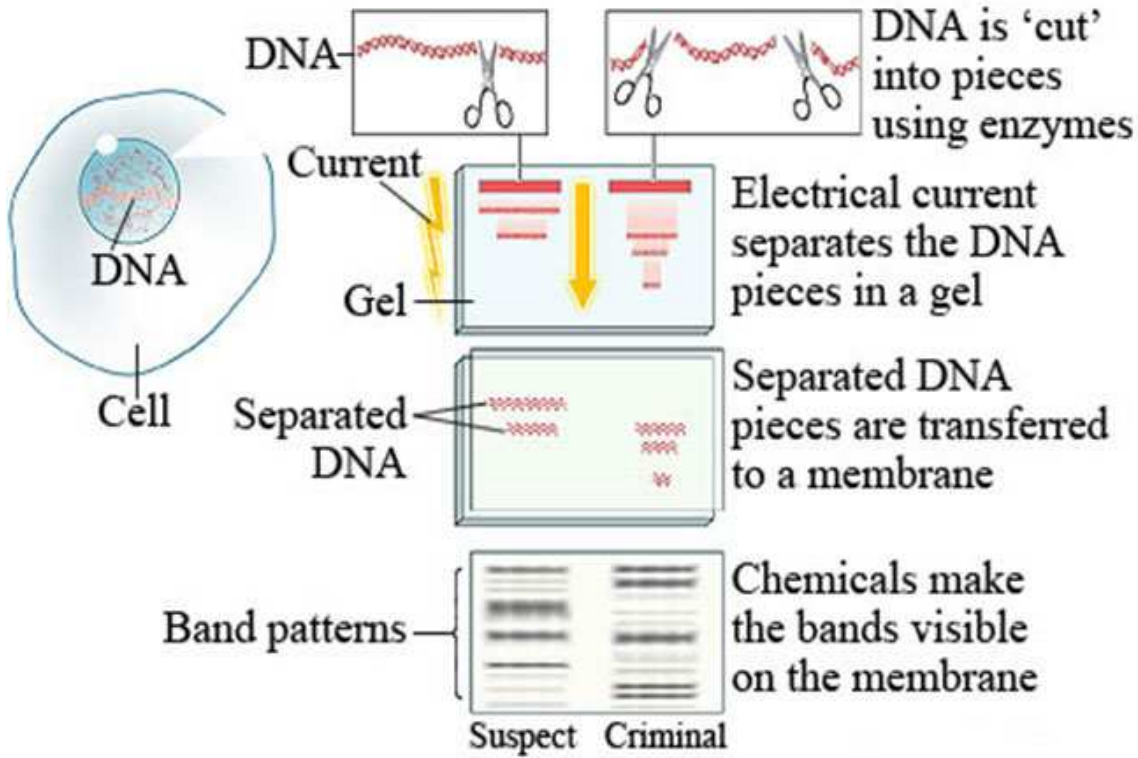 DNA
DNA is ‘cut’
into pieces
using enzymes
Current
DNA
Gel
Cell
Electrical current
separates the DNA
pieces in a gel
Separated
DNA
Separated DNA
pieces are transferred
to a membrane
Band patterns
Chemicals make
the bands visible
on the membrane
Suspect Criminal